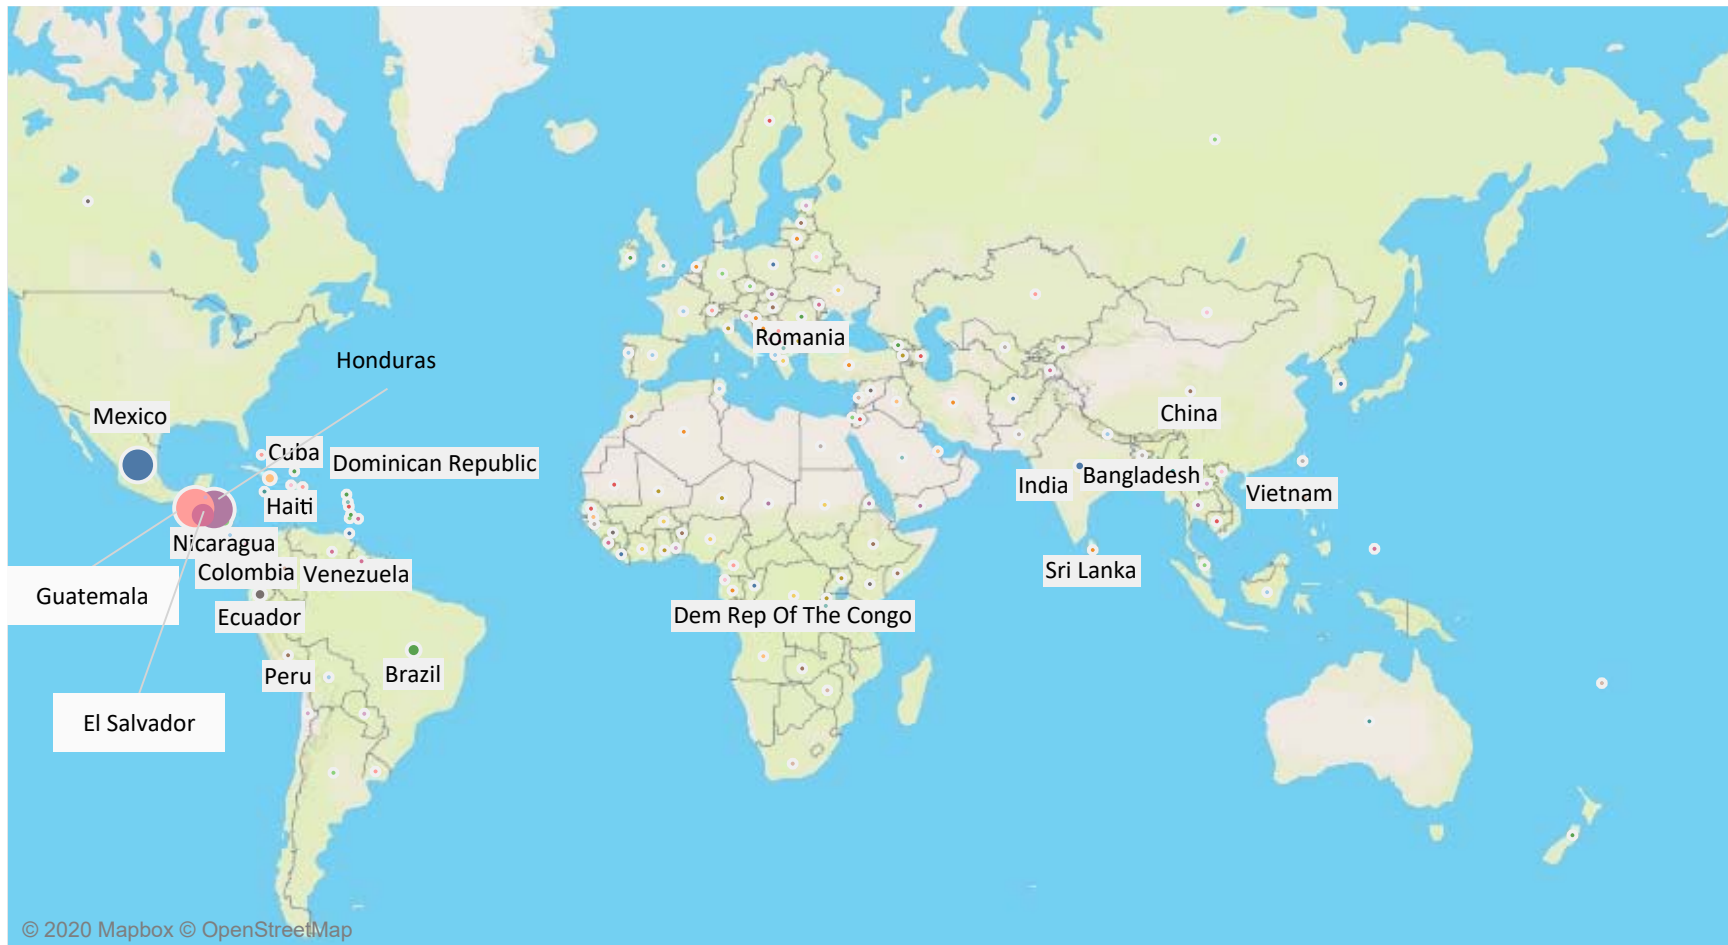 Romania
Honduras
Mexico
China
Cuba
Dominican Republic
India
Bangladesh
Vietnam
Haiti
Nicaragua
Colombia
Venezuela
Sri Lanka
Guatemala
Ecuador
Dem Rep Of The Congo
Peru
Brazil
El Salvador
© 2020 Mapbox © OpenStreetMap